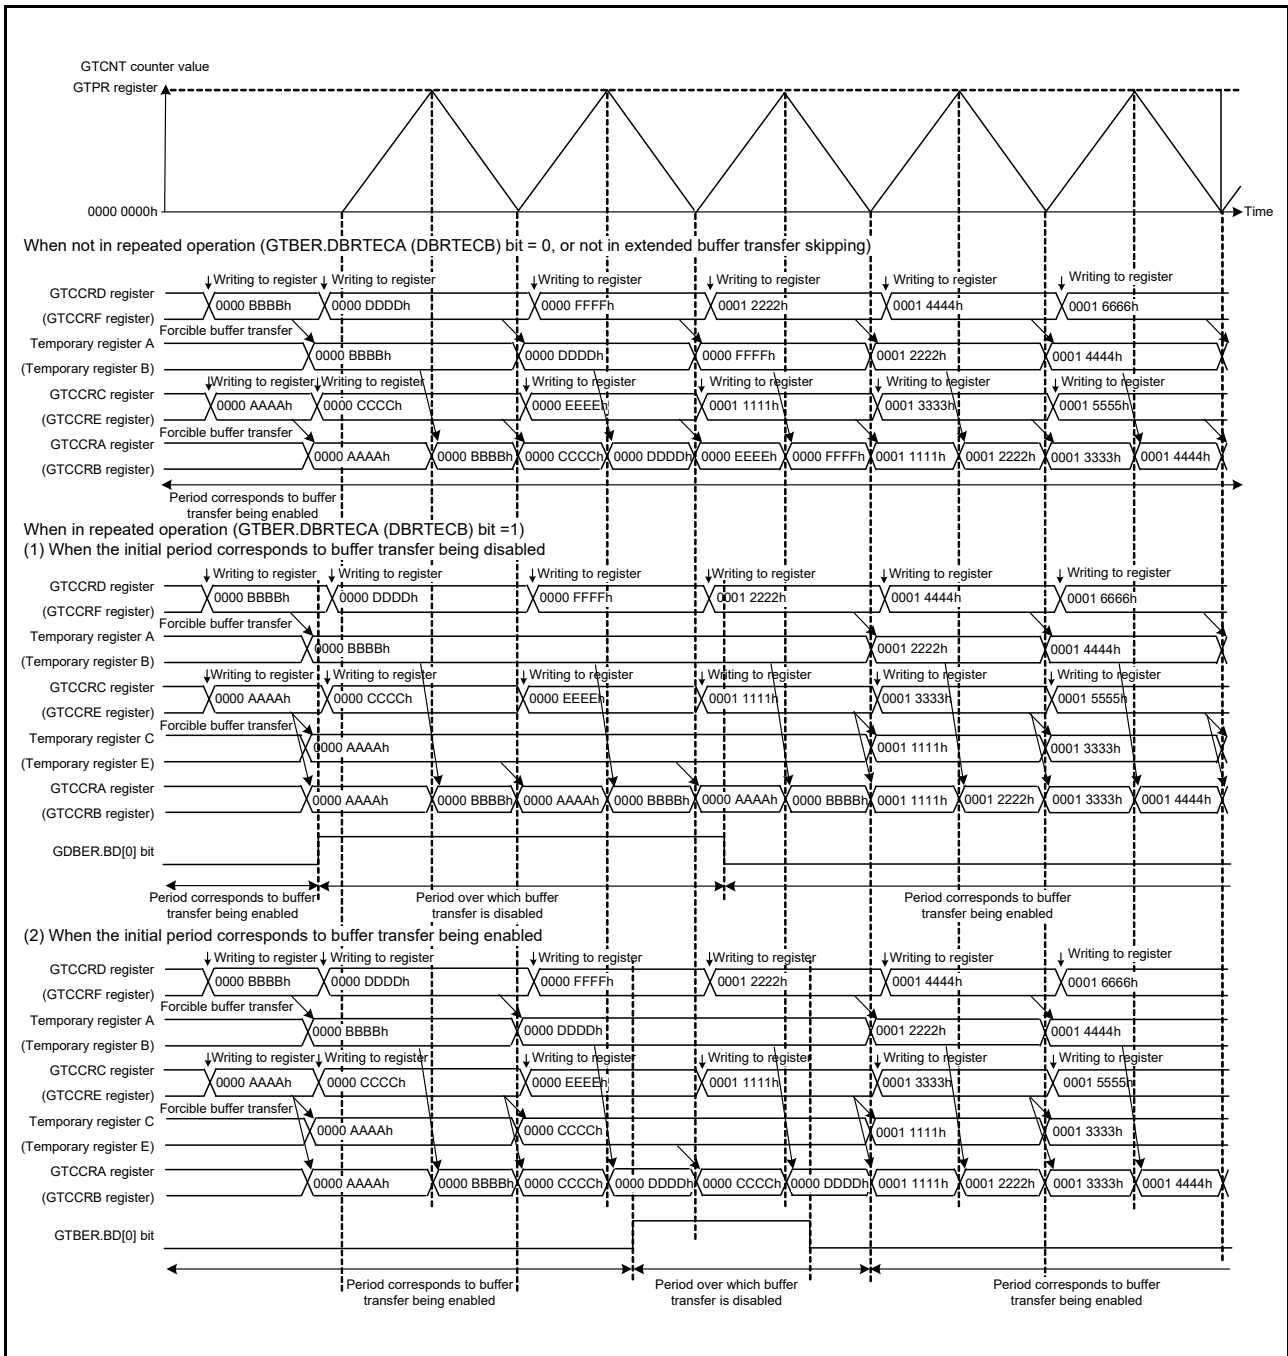 GTCNT counter value
GTPR register
0000 0000h
Time
When not in repeated operation (GTBER.DBRTECA (DBRTECB) bit = 0, or not in extended buffer transfer skipping)
Writing to register Writing to register Writing to register Writing to register Writing to register Writing to register
GTCCRD register
0000 BBBBh 0000 DDDDh 0000 FFFFh 0001 2222h 0001 4444h 0001 6666h
(GTCCRF register)
Forcible buffer transfer
Temporary register A
0000 BBBBh 0000 DDDDh 0000 FFFFh 0001 2222h 0001 4444h
(Temporary register B)
Writing to register Writing to register Writing to register Writing to register Writing to register Writing to register
GTCCRC register
0000 AAAAh 0000 CCCCh 0000 EEEEh 0001 1111h 0001 3333h 0001 5555h
(GTCCRE register)
Forcible buffer transfer
GTCCRA register
0000 AAAAh 0000 BBBBh 0000 CCCCh 0000 DDDDh 0000 EEEEh 0000 FFFFh 0001 1111h 0001 2222h 0001 3333h 0001 4444h
(GTCCRB register)
Period corresponds to buffer
transfer being enabled
When in repeated operation (GTBER.DBRTECA (DBRTECB) bit =1)
(1) When the initial period corresponds to buffer transfer being disabled
Writing to register Writing to register Writing to register Writing to register Writing to register Writing to register
GTCCRD register
0000 BBBBh 0000 DDDDh 0000 FFFFh 0001 2222h 0001 4444h 0001 6666h
(GTCCRF register)
Forcible buffer transfer
Temporary register A
0000 BBBBh 0001 2222h 0001 4444h
(Temporary register B)
Writing to register Writing to register Writing to register Writing to register Writing to register Writing to register
GTCCRC register
0000 AAAAh 0000 CCCCh 0000 EEEEh 0001 1111h 0001 3333h 0001 5555h
(GTCCRE register)
Forcible buffer transfer
Temporary register C
0000 AAAAh 0001 1111h 0001 3333h
(Temporary register E)
GTCCRA register
0000 AAAAh 0000 BBBBh 0000 AAAAh 0000 BBBBh 0000 AAAAh 0000 BBBBh 0001 1111h 0001 2222h 0001 3333h 0001 4444h
(GTCCRB register)
GDBER.BD[0] bit
Period corresponds to buffer Period over which buffer Period corresponds to buffer
transfer being enabled transfer is disabled transfer being enabled
(2) When the initial period corresponds to buffer transfer being enabled
Writing to register Writing to register Writing to register Writing to register Writing to register Writing to register
GTCCRD register
0000 BBBBh 0000 DDDDh 0000 FFFFh 0001 2222h 0001 4444h 0001 6666h
(GTCCRF register)
Forcible buffer transfer
Temporary register A
0000 BBBBh 0000 DDDDh 0001 2222h 0001 4444h
(Temporary register B)
Writing to register Writing to register Writing to register Writing to register Writing to register Writing to register
GTCCRC register
0000 AAAAh 0000 CCCCh 0000 EEEEh 0001 1111h 0001 3333h 0001 5555h
(GTCCRE register)
Forcible buffer transfer
Temporary register C
0000 AAAAh 0000 CCCCh 0001 1111h 0001 3333h
(Temporary register E)
GTCCRA register
0000 AAAAh 0000 BBBBh 0000 CCCCh 0000 DDDDh 0000 CCCCh 0000 DDDDh 0001 1111h 0001 2222h 0001 3333h 0001 4444h
(GTCCRB register)
GTBER.BD[0] bit
Period corresponds to buffer Period over which buffer Period corresponds to buffer
transfer being enabled transfer is disabled transfer being enabled